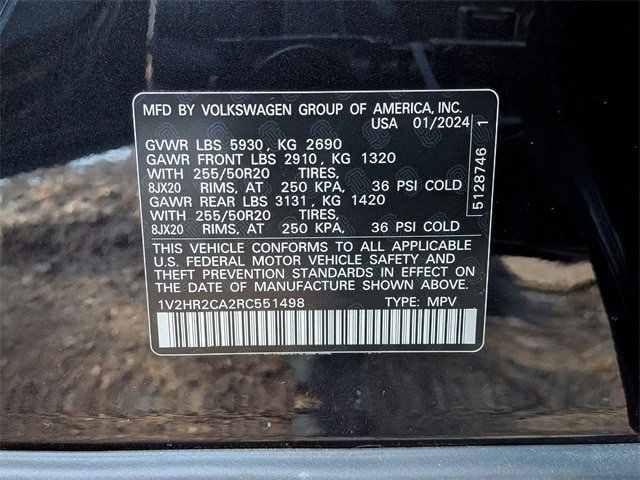 MFD BY VOLKSWAGEN GROUP OF AMERICA, INC.
USA 01/2024
GVWR LBS 5930, KG 2690
GAWR FRONT LBS 2910, KG 1320
WITH 255/50R20 TIRES,
8JX20 RIMS, AT 250 KPA, 36 PSI COLD
GAWR REAR LBS 3131, KG 1420
WITH 255/50R20 TIRES,
8JX20 RIMS, AT 250 KPA, 36 PSI COLD
THIS VEHICLE CONFORMS TO ALL APPLICABLE
U.S. FEDERAL MOTOR VEHICLE SAFETY AND
THEFT PREVENTION STANDARDS IN EFFECT ON
THE DATE OF MANUFACTURE SHOWN ABOVE.
1V2HR2CA2RC551498 TYPE: MPV
5128746 1